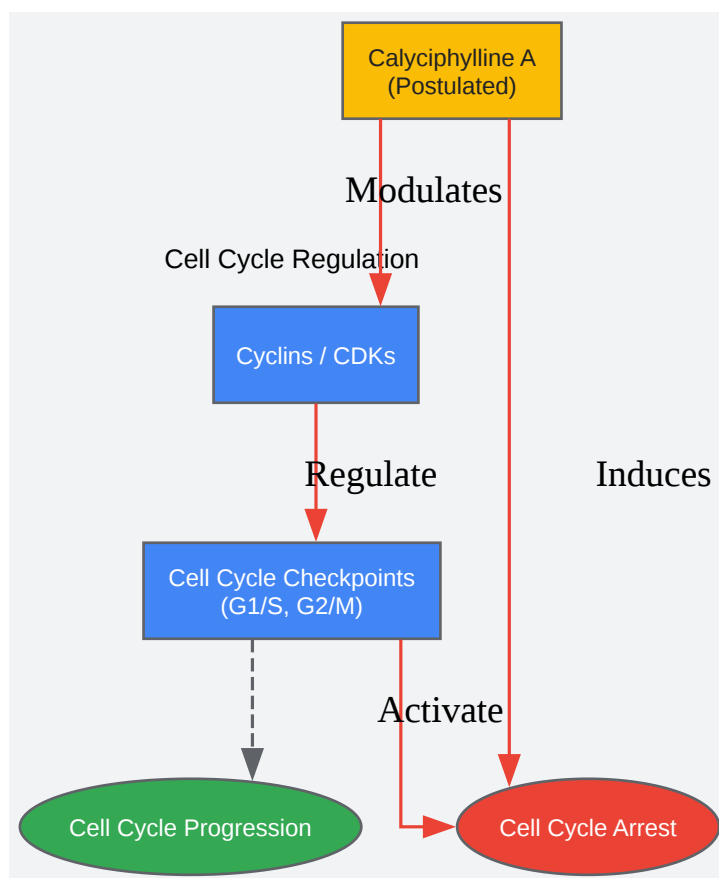 Calyciphylline A
(Postulated)
Modulates
Cell Cycle Regulation
Cyclins / CDKs
Regulate
Induces
Cell Cycle Checkpoints
(G1/S, G2/M)
Activate
Cell Cycle Progression
Cell Cycle Arrest